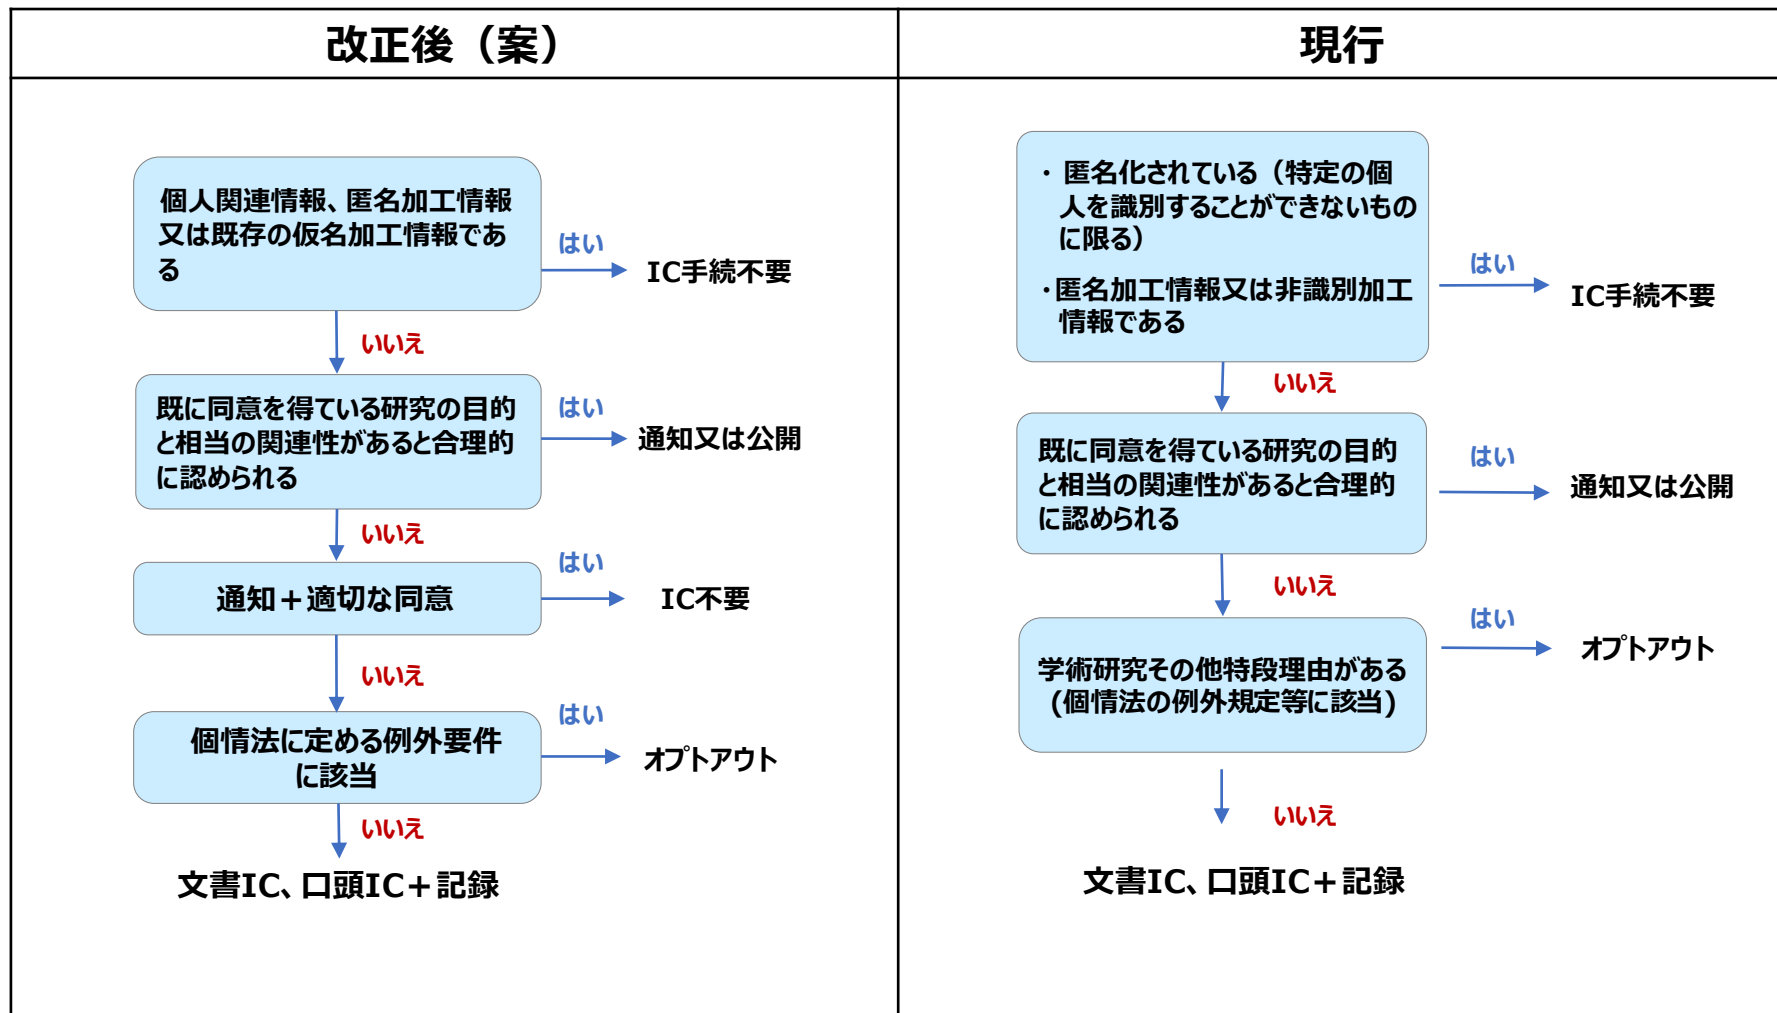 改正後（案）
個人関連情報、匿名加工情報
又は既存の仮名加工情報であ
る
はい
IC手続不要
いいえ
既に同意を得ている研究の目的
と相当の関連性があると合理的
に認められる
はい
通知又は公開
いいえ
通知＋適切な同意
はい
IC不要
いいえ
個情法に定める例外要件
に該当
はい
オプトアウト
いいえ
文書IC、口頭IC＋記録
現行
・ 匿名化されている（特定の個
人を識別することができないもの
に限る）
・匿名加工情報又は非識別加工
情報である
はい
IC手続不要
いいえ
既に同意を得ている研究の目的
と相当の関連性があると合理的
に認められる
はい
通知又は公開
いいえ
学術研究その他特段理由がある
(個情法の例外規定等に該当)
はい
オプトアウト
いいえ
文書IC、口頭IC＋記録